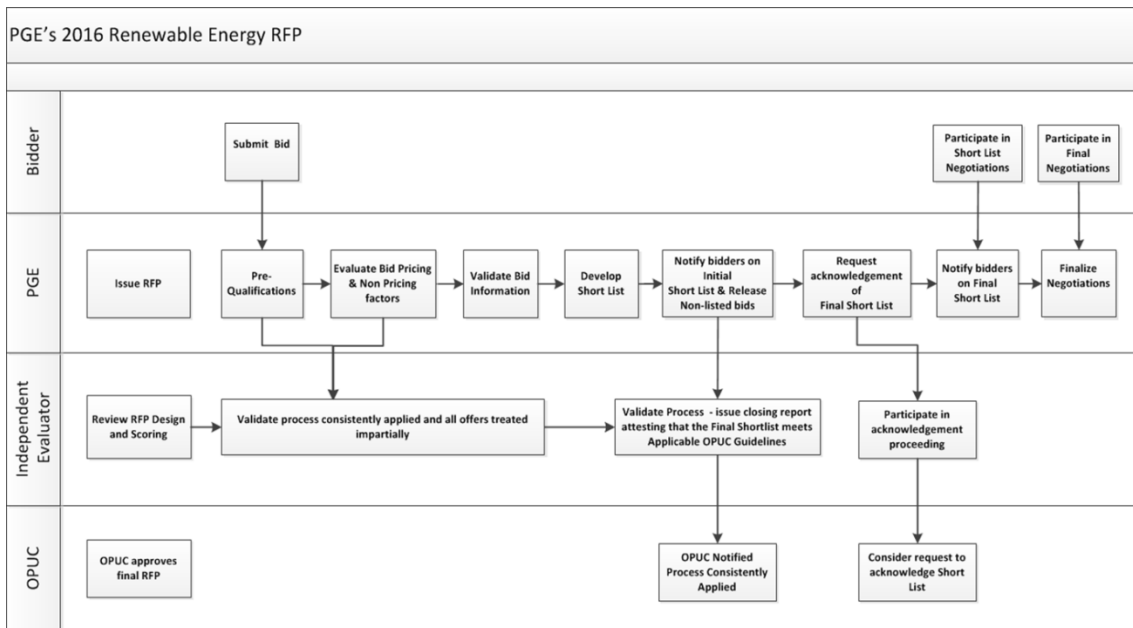 PGE's 2016 Renewable Energy RFP
Bidder
Submit Bid
Participate in
Short List
Negotiations
Participate in
Final
Negotiations
PGE
Issue RFP
Pre-
Qualifications
Evaluate Bid Pricing
& Non Pricing
factors
Validate Bid
Information
Develop
Short List
Notify bidders on
Initial
Short List & Release
Non-listed bids
Request
acknowledgement
of
Final Short List
Notify bidders
on Final
Short List
Finalize
Negotiations
Independent
Evaluator
Review RFP Design
and Scoring
Validate process consistently applied and all offers treated
impartially
Validate Process - issue closing report
attesting that the Final Shortlist meets
Applicable OPUC Guidelines
Participate in
acknowledgement
proceeding
OPUC
OPUC approves
final RFP
OPUC Notified
Process Consistently
Applied
Consider request to
acknowledge Short
List